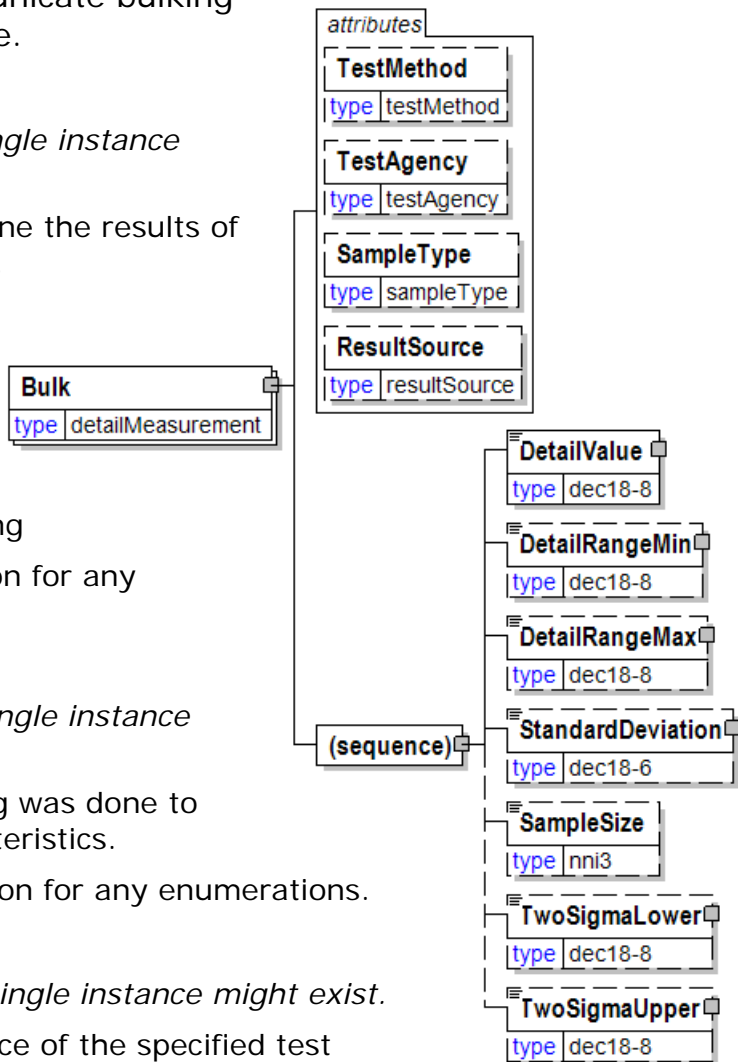 unicate bulking
e.
ngle instance
ne the results of
ng
on for any
ngle instance
g was done to
teristics.
on for any enumerations.
ingle instance might exist.
ce of the specified test
Bulk
type detailMeasurement
attributes
TestMethod
type testMethod
TestAgency
type testAgency
SampleType
type sampleType
ResultSource
type resultSource
(sequence)
DetailValue
type dec18-8
DetailRangeMin
type dec18-8
DetailRangeMax
type dec18-8
StandardDeviation
type dec18-6
SampleSize
type nni3
TwoSigmaLower
type dec18-8
TwoSigmaUpper
type dec18-8